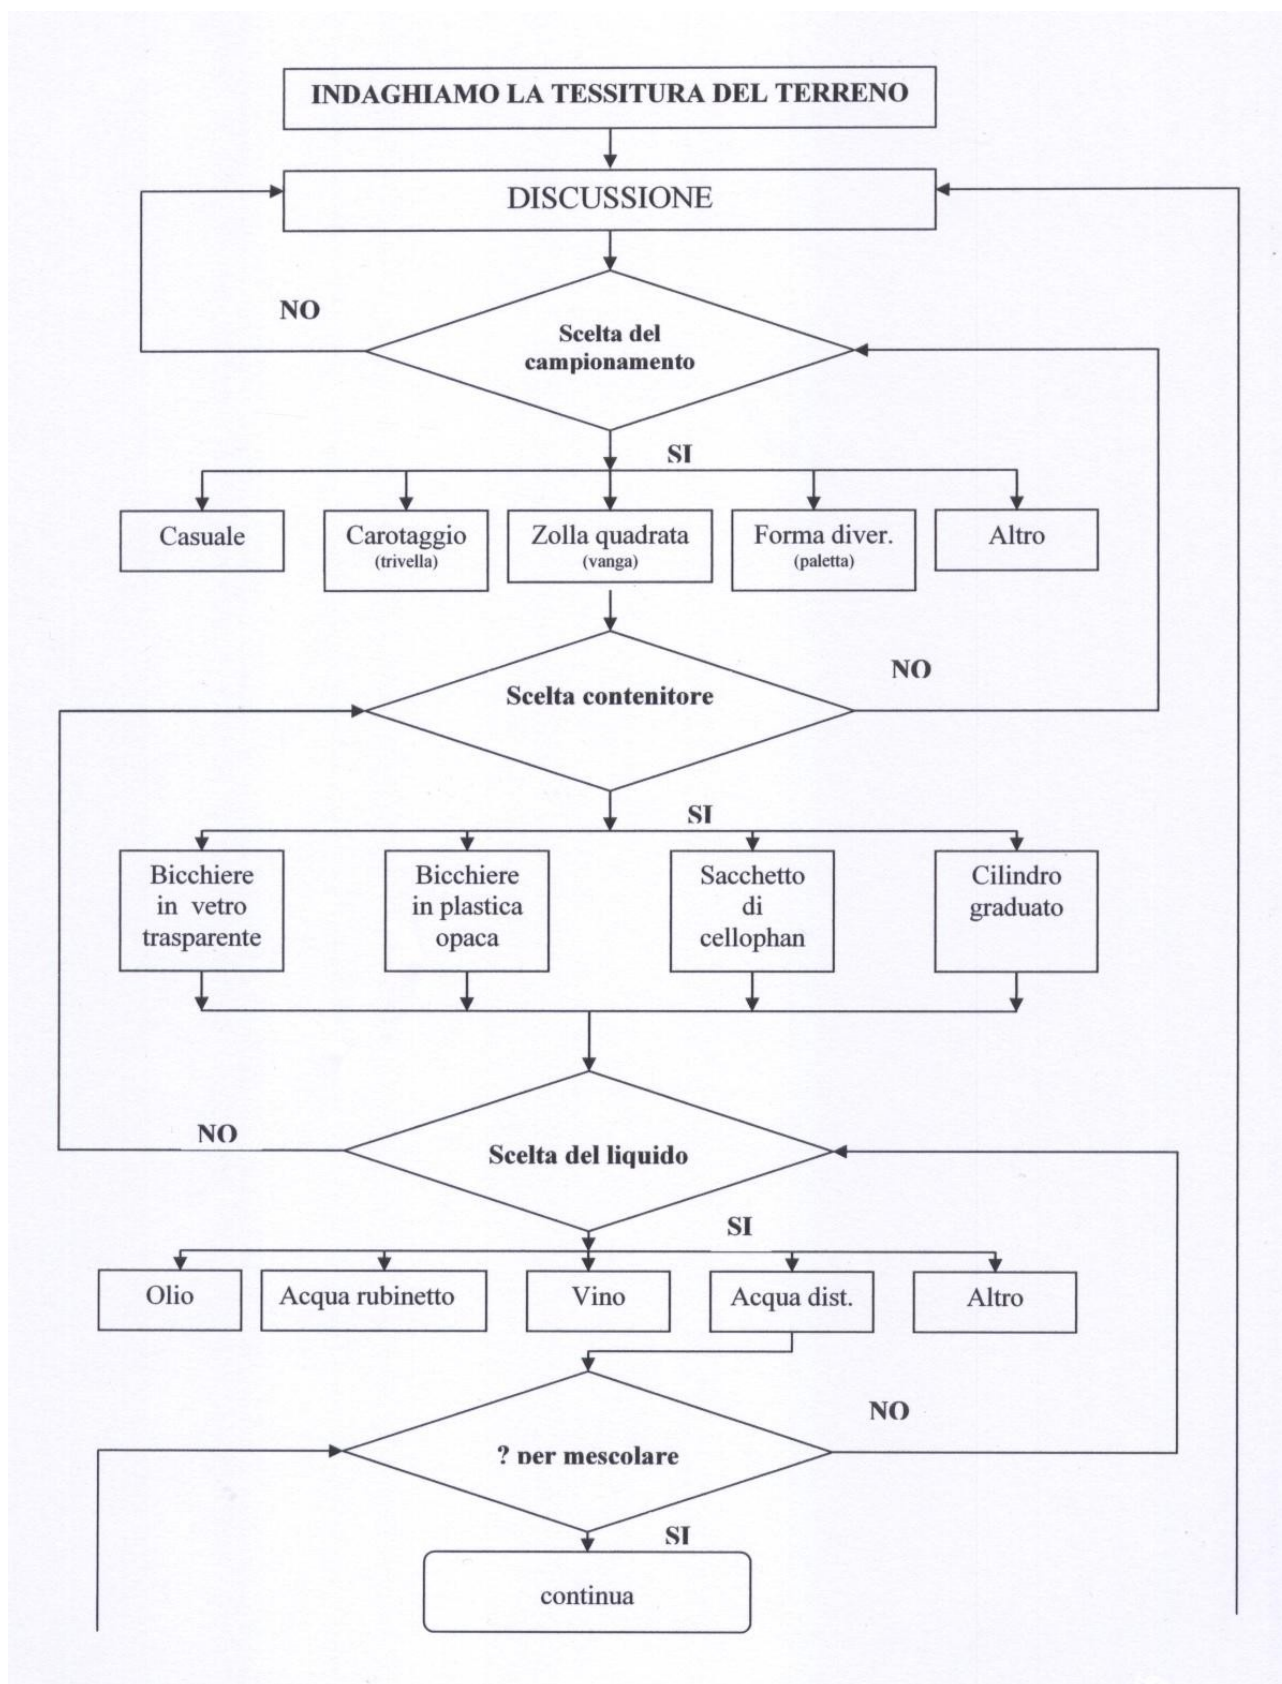 INDAGHIAMO LA TESSITURA DEL TERRENO
DISCUSSIONE
NO
Scelta del
campionamento
SI
Casuale
Carotaggio
(trivella)
Zolla quadrata
(vanga)
Forma diver.
(paletta)
Altro
Scelta contenitore
NO
SI
Bicchiere
in vetro
trasparente
Bicchiere
in plastica
opaca
Sacchetto
di
cellophan
Cilindro
graduato
NO
Scelta del liquido
SI
Olio
Acqua rubinetto
Vino
Acqua dist.
Altro
NO
? per mescolare
SI
continua